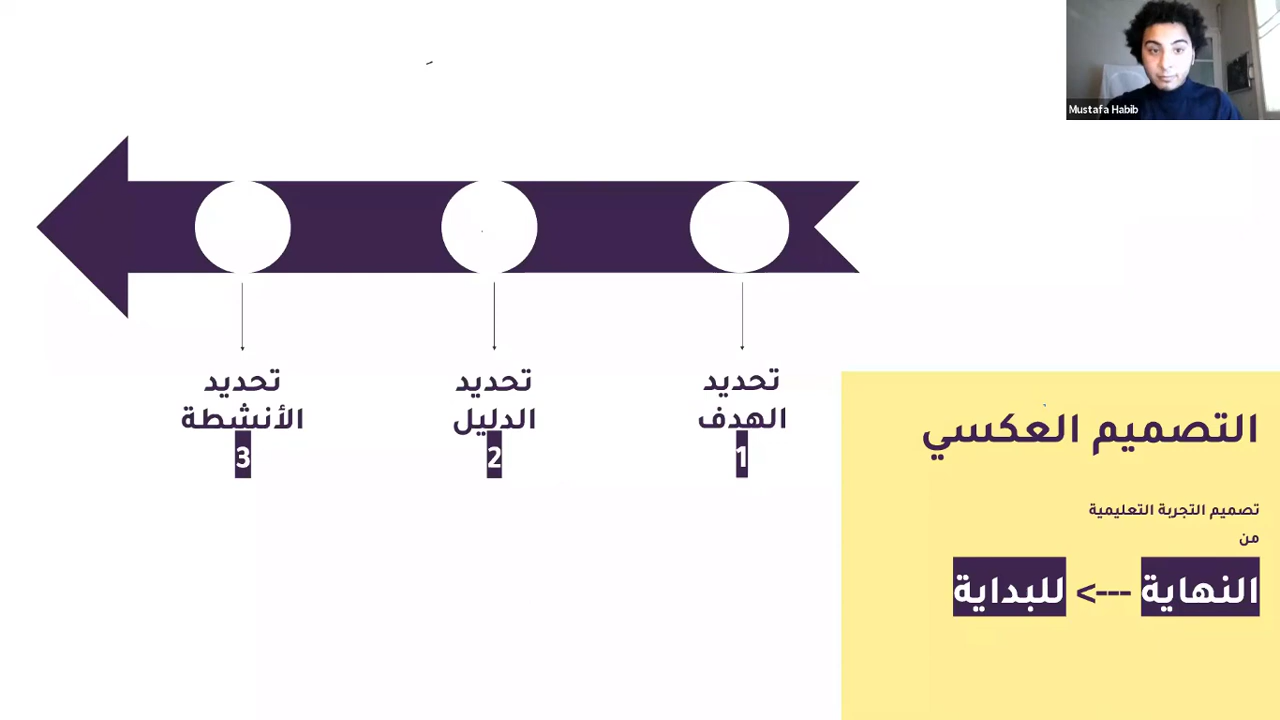 Mustafa Habib
تحديد
الهدف
1
تحديد
الدليل
2
تحديد
الأنشطة
3
التصميم العكسي
تصميم التجربة التعليمية
من
النهاية ---> للبداية